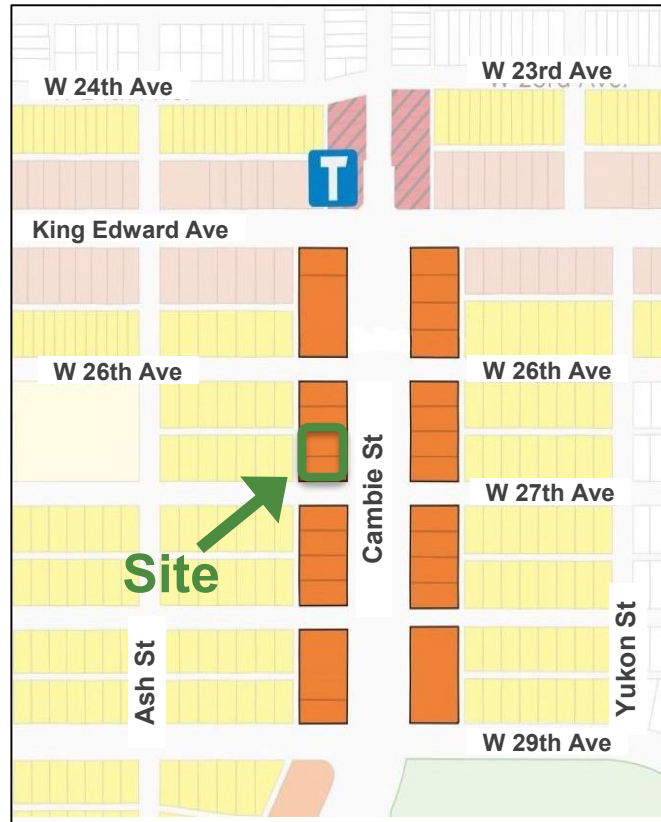 W 24th Ave
W 23rd Ave
T
King Edward Ave
W 26th Ave
W 26th Ave
Cambie St
W 27th Ave
Site
Ash St
Yukon St
W 29th Ave